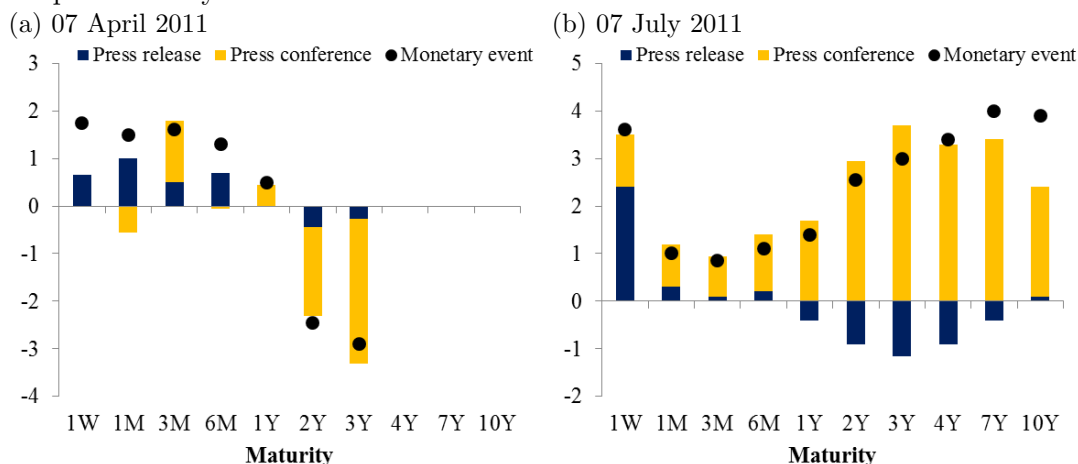 (a) 07 April 2011
Press release Press conference Monetary event
3
2
1
0
-1
-2
-3
-4
1W 1M 3M 6M 1Y 2Y 3Y 4Y 7Y 10Y
Maturity
(b) 07 July 2011
Press release Press conference Monetary event
5
4
3
2
1
0
-1
-2
1W 1M 3M 6M 1Y 2Y 3Y 4Y 7Y 10Y
Maturity